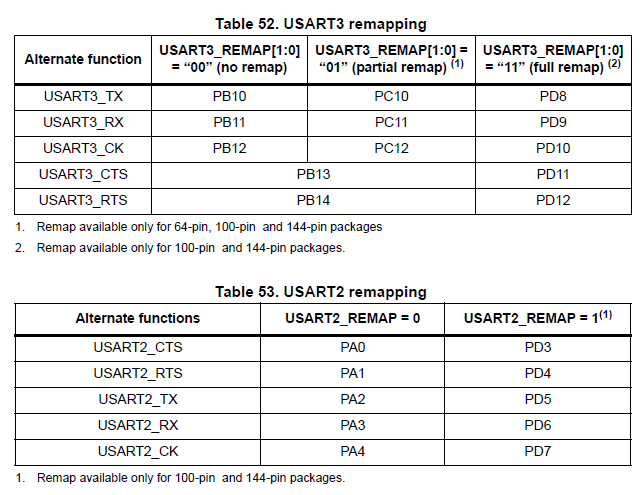 Table 52. USART3 remapping
Alternate function USART3_REMAP[1:0] = “00” (no remap) USART3_REMAP[1:0] = “01” (partial remap) (1) USART3_REMAP[1:0] = “11” (full remap) (2)
USART3_TX PB10 PC10 PD8
USART3_RX PB11 PC11 PD9
USART3_CK PB12 PC12 PD10
USART3_CTS PB13 PD11
USART3_RTS PB14 PD12
1. Remap available only for 64-pin, 100-pin and 144-pin packages
2. Remap available only for 100-pin and 144-pin packages.
Table 53. USART2 remapping
Alternate functions USART2_REMAP = 0 USART2_REMAP = 1(1)
USART2_CTS PA0 PD3
USART2_RTS PA1 PD4
USART2_TX PA2 PD5
USART2_RX PA3 PD6
USART2_CK PA4 PD7
1. Remap available only for 100-pin and 144-pin packages.